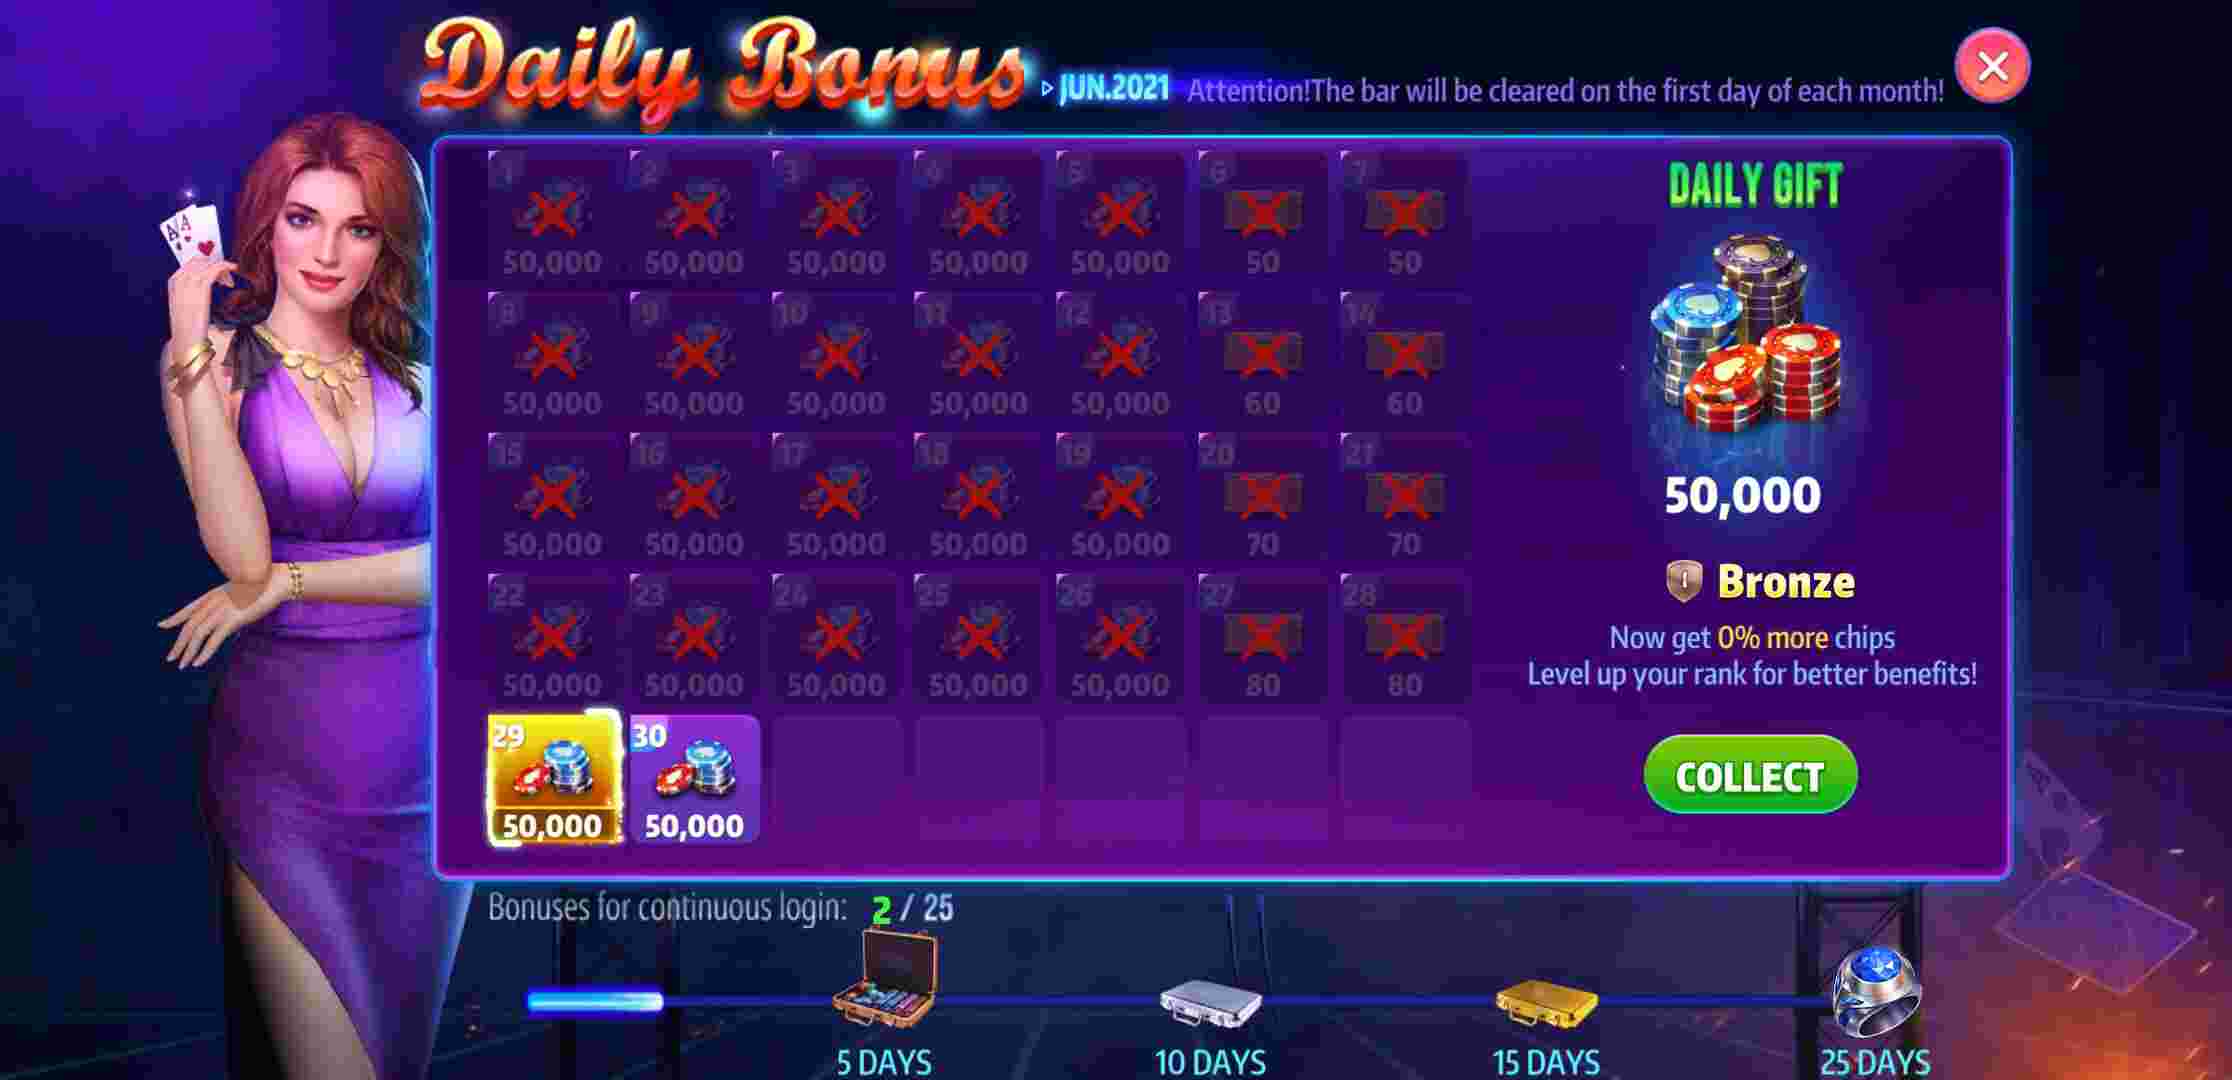 Daily Bonus
JUN.2021
Attention!The bar will be cleared on the first day of each month!
A A
DAILY GIFT
1 2 3 4 5 6 7
50,000 50,000 50,000 50,000 50,000 50 50
8 9 10 11 12 13 14
50,000 50,000 50,000 50,000 50,000 60 60
15 16 17 18 19 20 21
50,000 50,000 50,000 50,000 50,000 70 70
22 23 24 25 26 27 28
50,000 50,000 50,000 50,000 50,000 80 80
29 30
50,000 50,000
50,000
Bronze
Now get 0% more chips
Level up your rank for better benefits!
COLLECT
Bonuses for continuous login: 2 / 25
5 DAYS
10 DAYS
15 DAYS
25 DAYS